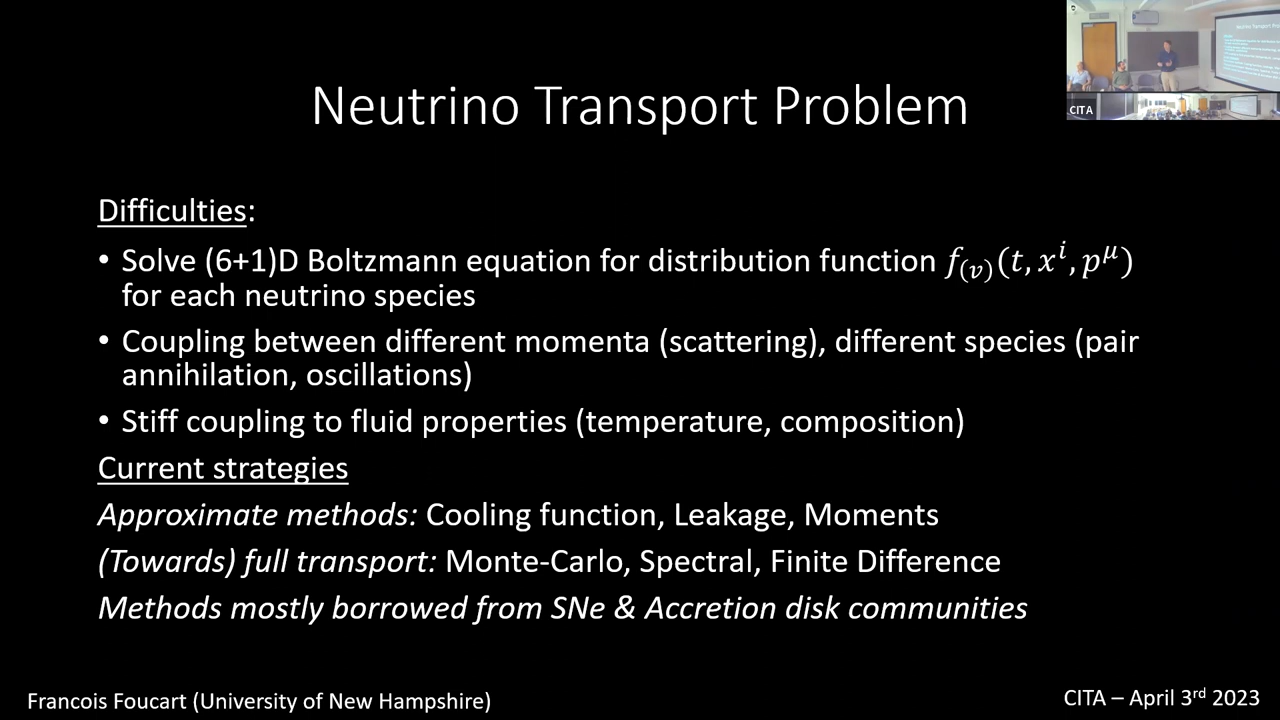 CITA
Neutrino Transport Problem
Difficulties:
• Solve (6+1)D Boltzmann equation for distribution function f₍ᵥ₎(t, xⁱ, p^μ)
for each neutrino species
• Coupling between different momenta (scattering), different species (pair
annihilation, oscillations)
• Stiff coupling to fluid properties (temperature, composition)
Current strategies
Approximate methods: Cooling function, Leakage, Moments
(Towards) full transport: Monte-Carlo, Spectral, Finite Difference
Methods mostly borrowed from SNe & Accretion disk communities
Francois Foucart (University of New Hampshire)
CITA – April 3rd 2023